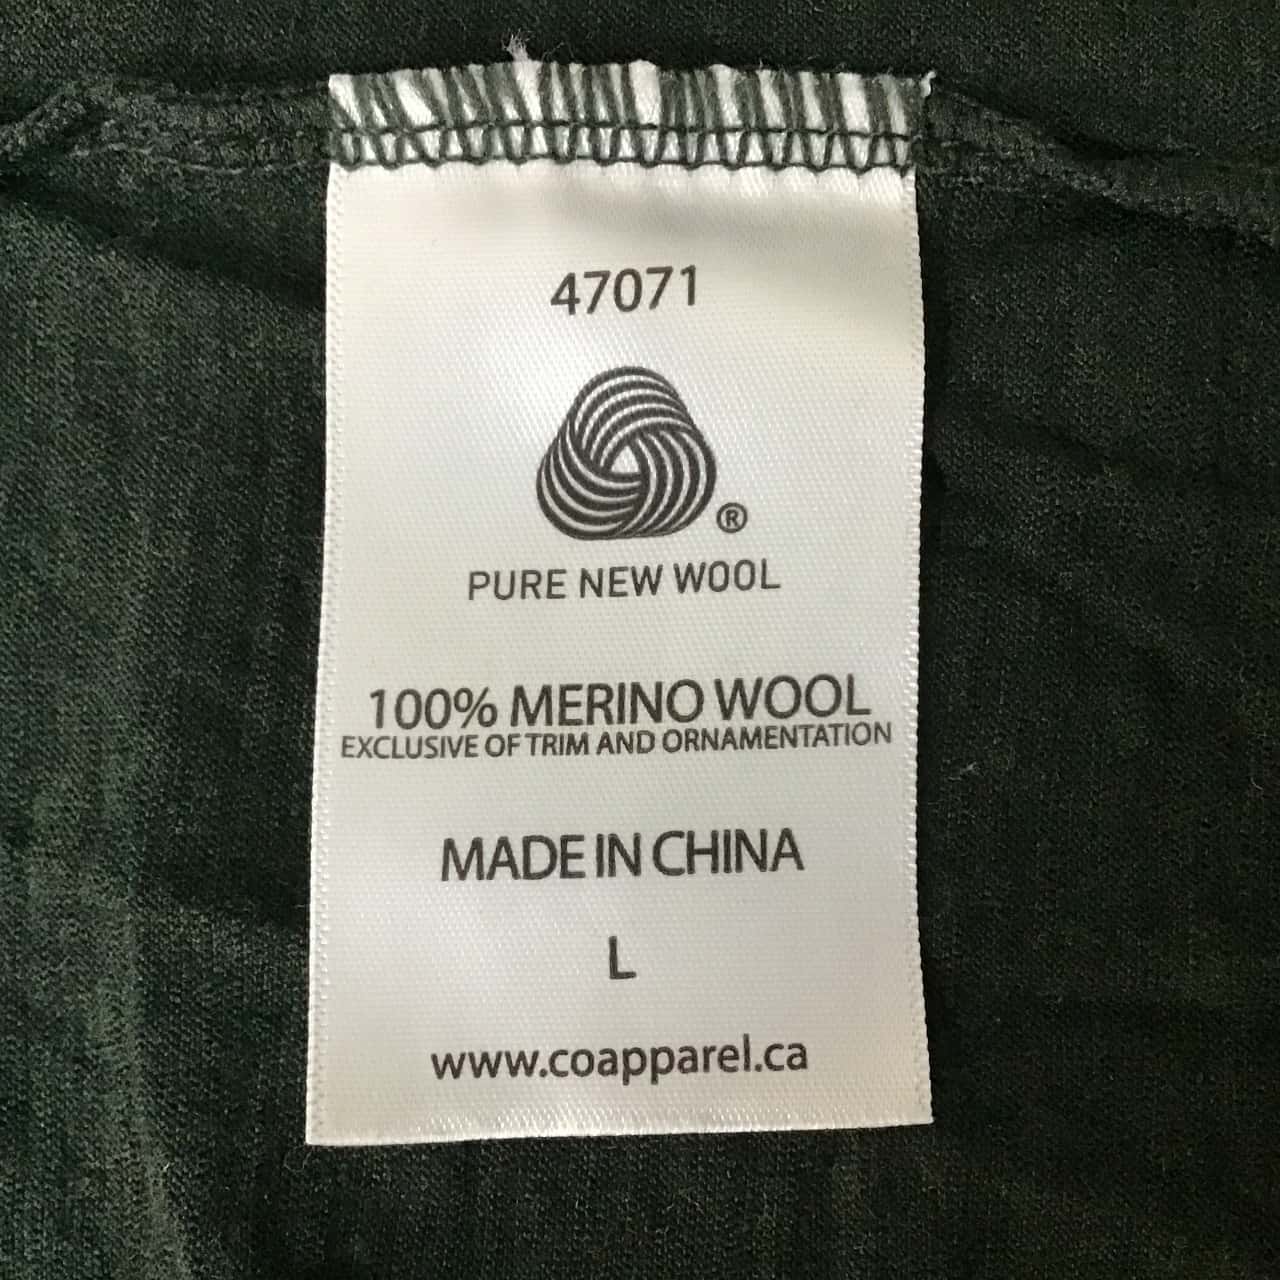 47071
®
PURE NEW WOOL
100% MERINO WOOL
EXCLUSIVE OF TRIM AND ORNAMENTATION
MADE IN CHINA
L
www.coapparel.ca